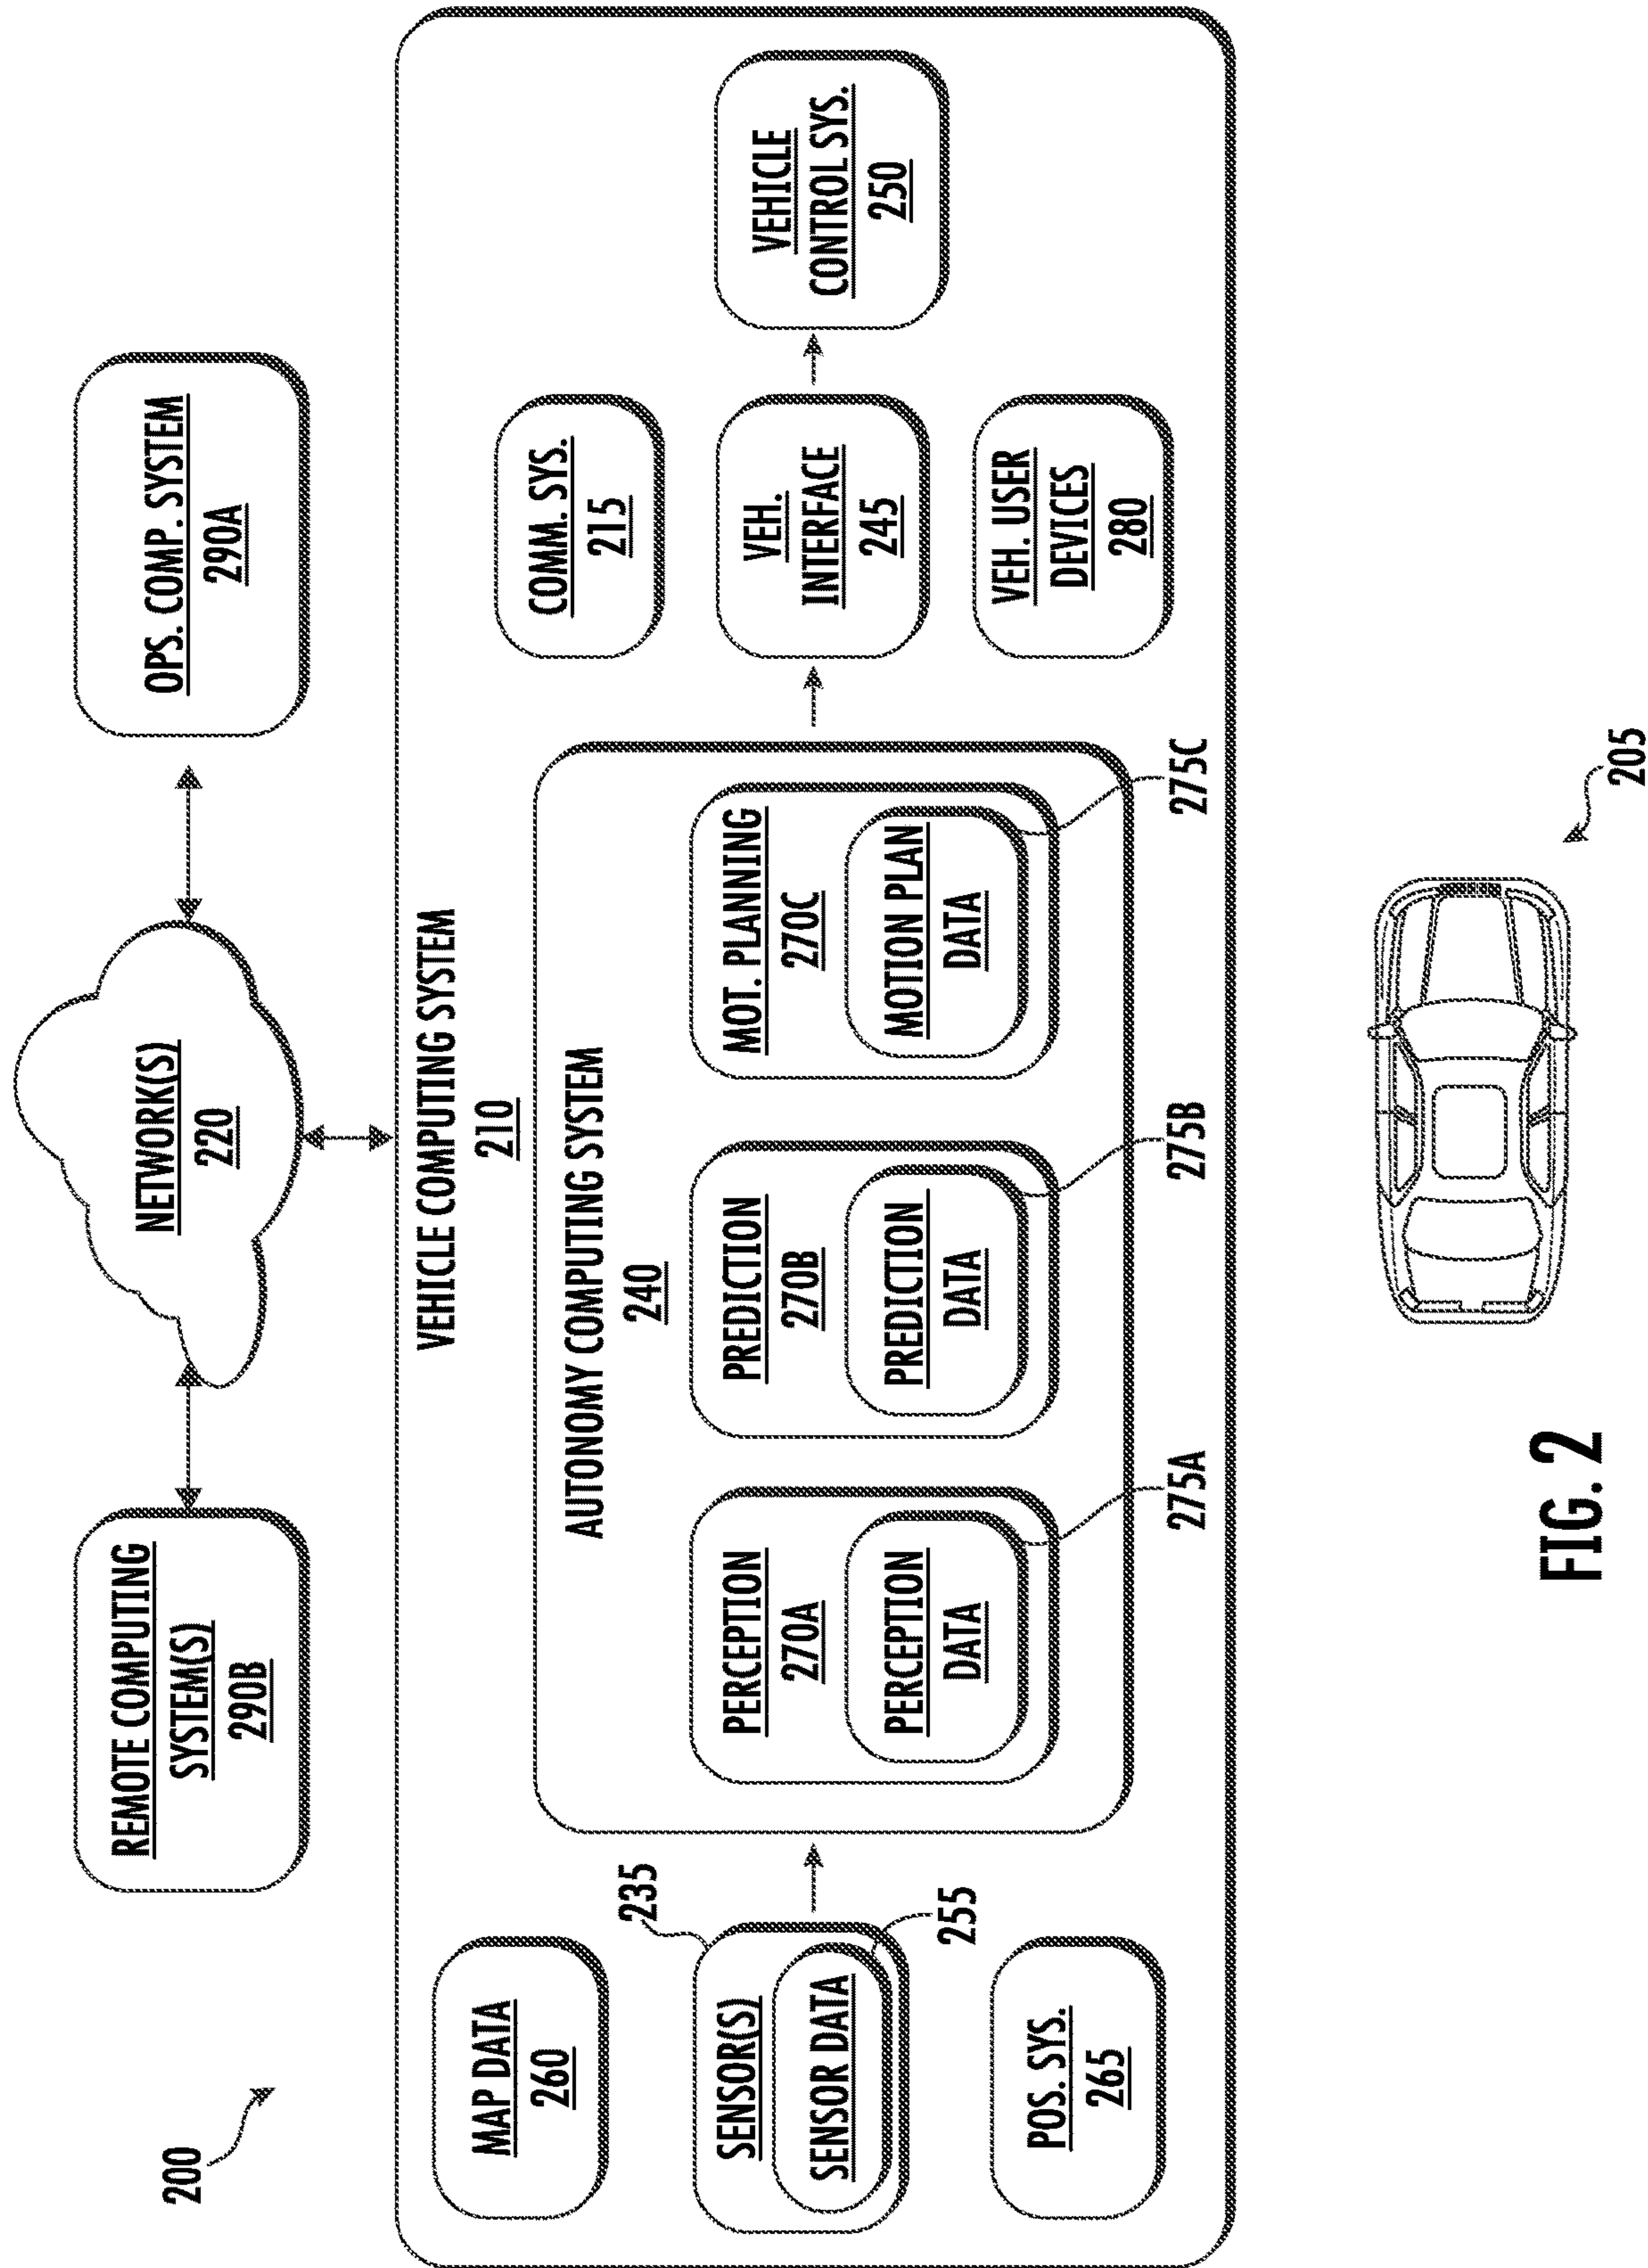 200
REMOTE COMPUTING
SYSTEM(S)
290B
NETWORK(S)
220
OPS. COMP. SYSTEM
290A
VEHICLE COMPUTING SYSTEM
210
MAP DATA
260
235
SENSOR(S)
SENSOR DATA
255
POS. SYS.
265
AUTONOMY COMPUTING SYSTEM
240
PERCEPTION
270A
PERCEPTION
DATA
275A
PREDICTION
270B
PREDICTION
DATA
275B
MOT. PLANNING
270C
MOTION PLAN
DATA
275C
COMM. SYS.
215
VEH.
INTERFACE
245
VEH. USER
DEVICES
280
VEHICLE
CONTROL SYS.
250
205
FIG. 2